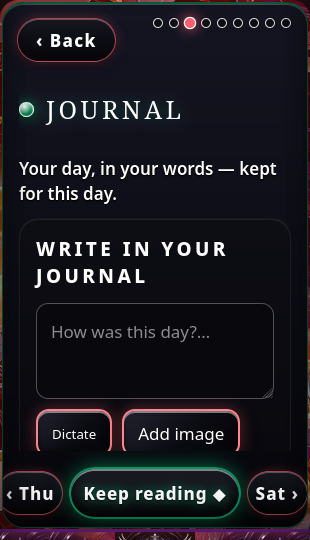 ‹ Back
JOURNAL
Your day, in your words — kept
for this day.
WRITE IN YOUR
JOURNAL
How was this day?...
Dictate
Add image
‹ Thu
Keep reading ◆
Sat ›